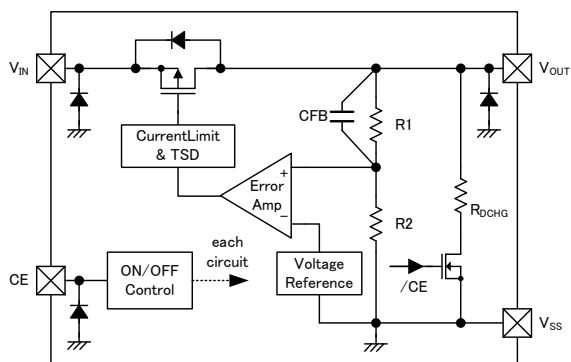 VIN
VOUT
CurrentLimit
& TSD
CFB
R1
+
Error
Amp
−
R2
RDCHG
CE
ON/OFF
Control
each
circuit
Voltage
Reference
/CE
VSS